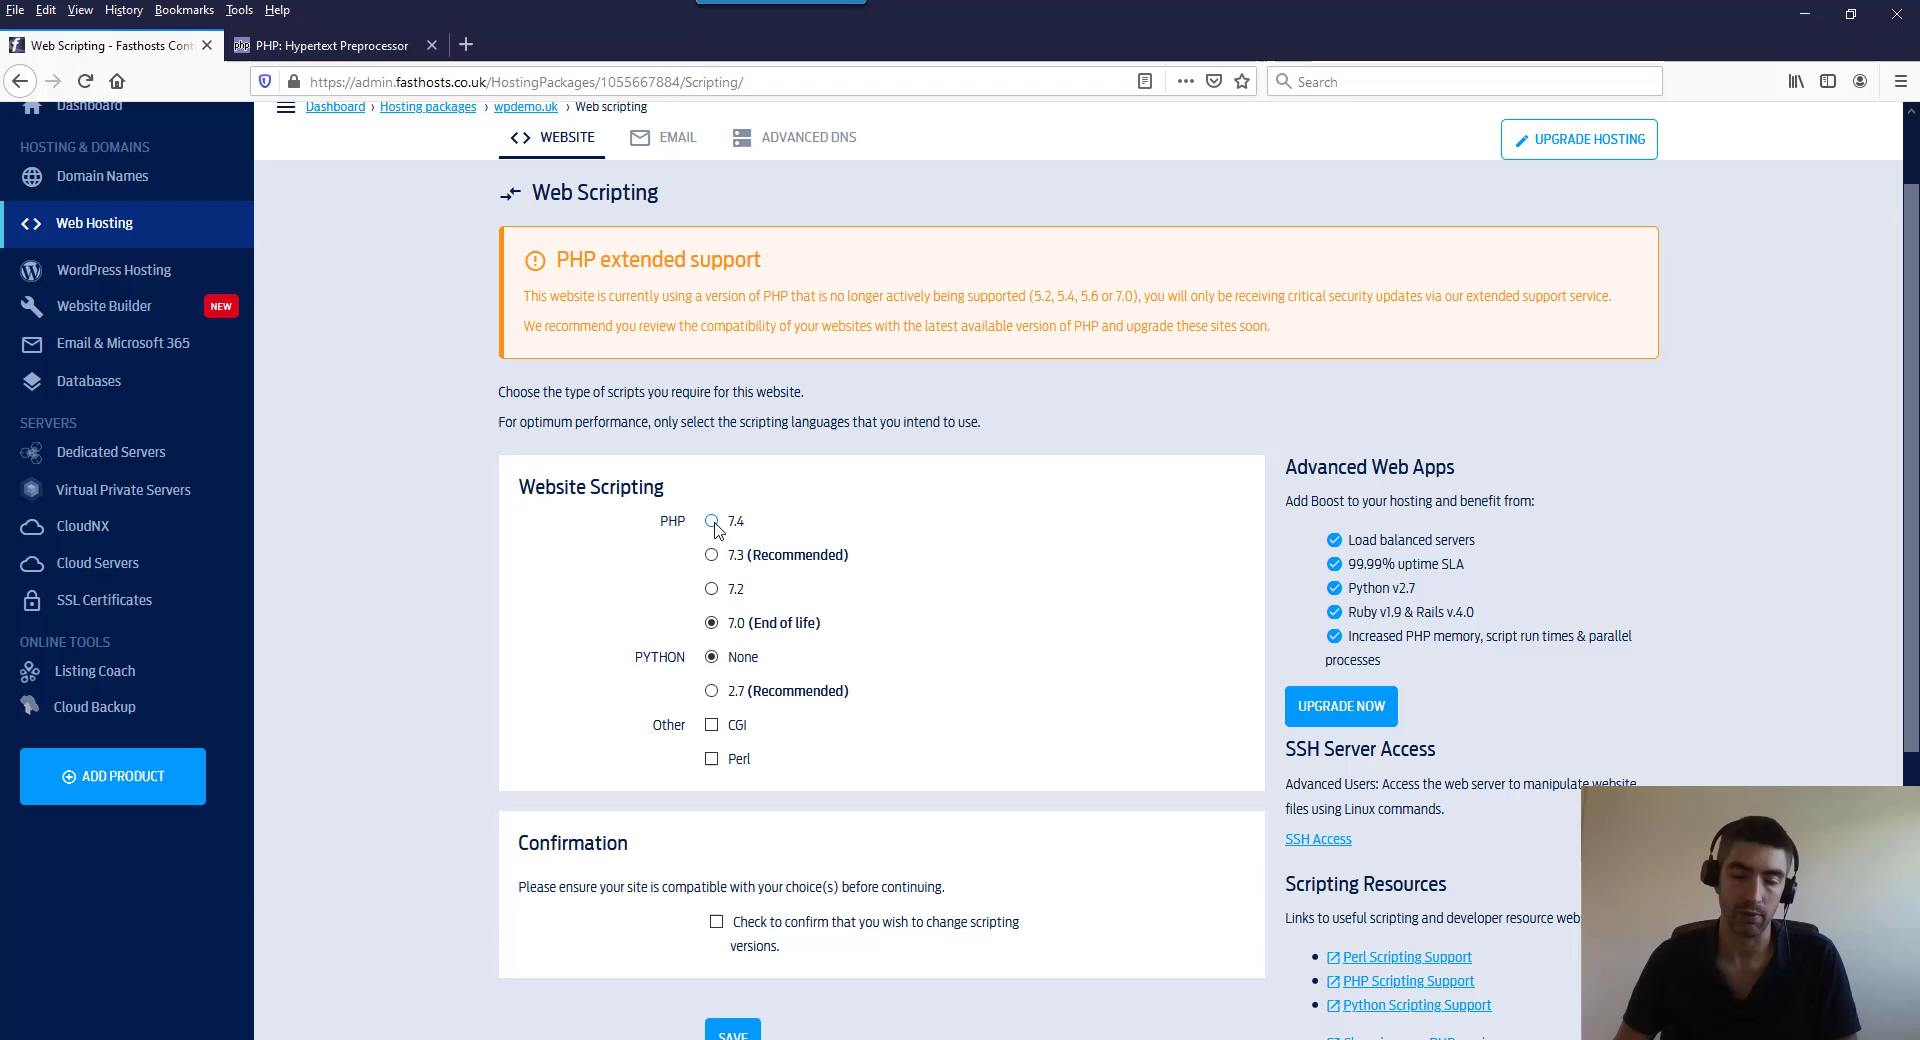 File Edit View History Bookmarks Tools Help
Web Scripting - Fasthosts Cont
PHP: Hypertext Preprocessor
https://admin.fasthosts.co.uk/HostingPackages/1055667884/Scripting/
Search
Dashboard
HOSTING & DOMAINS
Domain Names
Web Hosting
WordPress Hosting
Website Builder NEW
Email & Microsoft 365
Databases
SERVERS
Dedicated Servers
Virtual Private Servers
CloudNX
Cloud Servers
SSL Certificates
ONLINE TOOLS
Listing Coach
Cloud Backup
ADD PRODUCT
Dashboard › Hosting packages › wpdemo.uk › Web scripting
WEBSITE EMAIL ADVANCED DNS
UPGRADE HOSTING
Web Scripting
PHP extended support
This website is currently using a version of PHP that is no longer actively being supported (5.2, 5.4, 5.6 or 7.0), you will only be receiving critical security updates via our extended support service.
We recommend you review the compatibility of your websites with the latest available version of PHP and upgrade these sites soon.
Choose the type of scripts you require for this website.
For optimum performance, only select the scripting languages that you intend to use.
Website Scripting
PHP 7.4
7.3 (Recommended)
7.2
7.0 (End of life)
PYTHON None
2.7 (Recommended)
Other CGI
Perl
Confirmation
Please ensure your site is compatible with your choice(s) before continuing.
Check to confirm that you wish to change scripting
versions.
SAVE
Advanced Web Apps
Add Boost to your hosting and benefit from:
Load balanced servers
99.99% uptime SLA
Python v2.7
Ruby v1.9 & Rails v.4.0
Increased PHP memory, script run times & parallel
processes
UPGRADE NOW
SSH Server Access
Advanced Users: Access the web server to manipulate website
files using Linux commands.
SSH Access
Scripting Resources
Links to useful scripting and developer resource web
Perl Scripting Support
PHP Scripting Support
Python Scripting Support